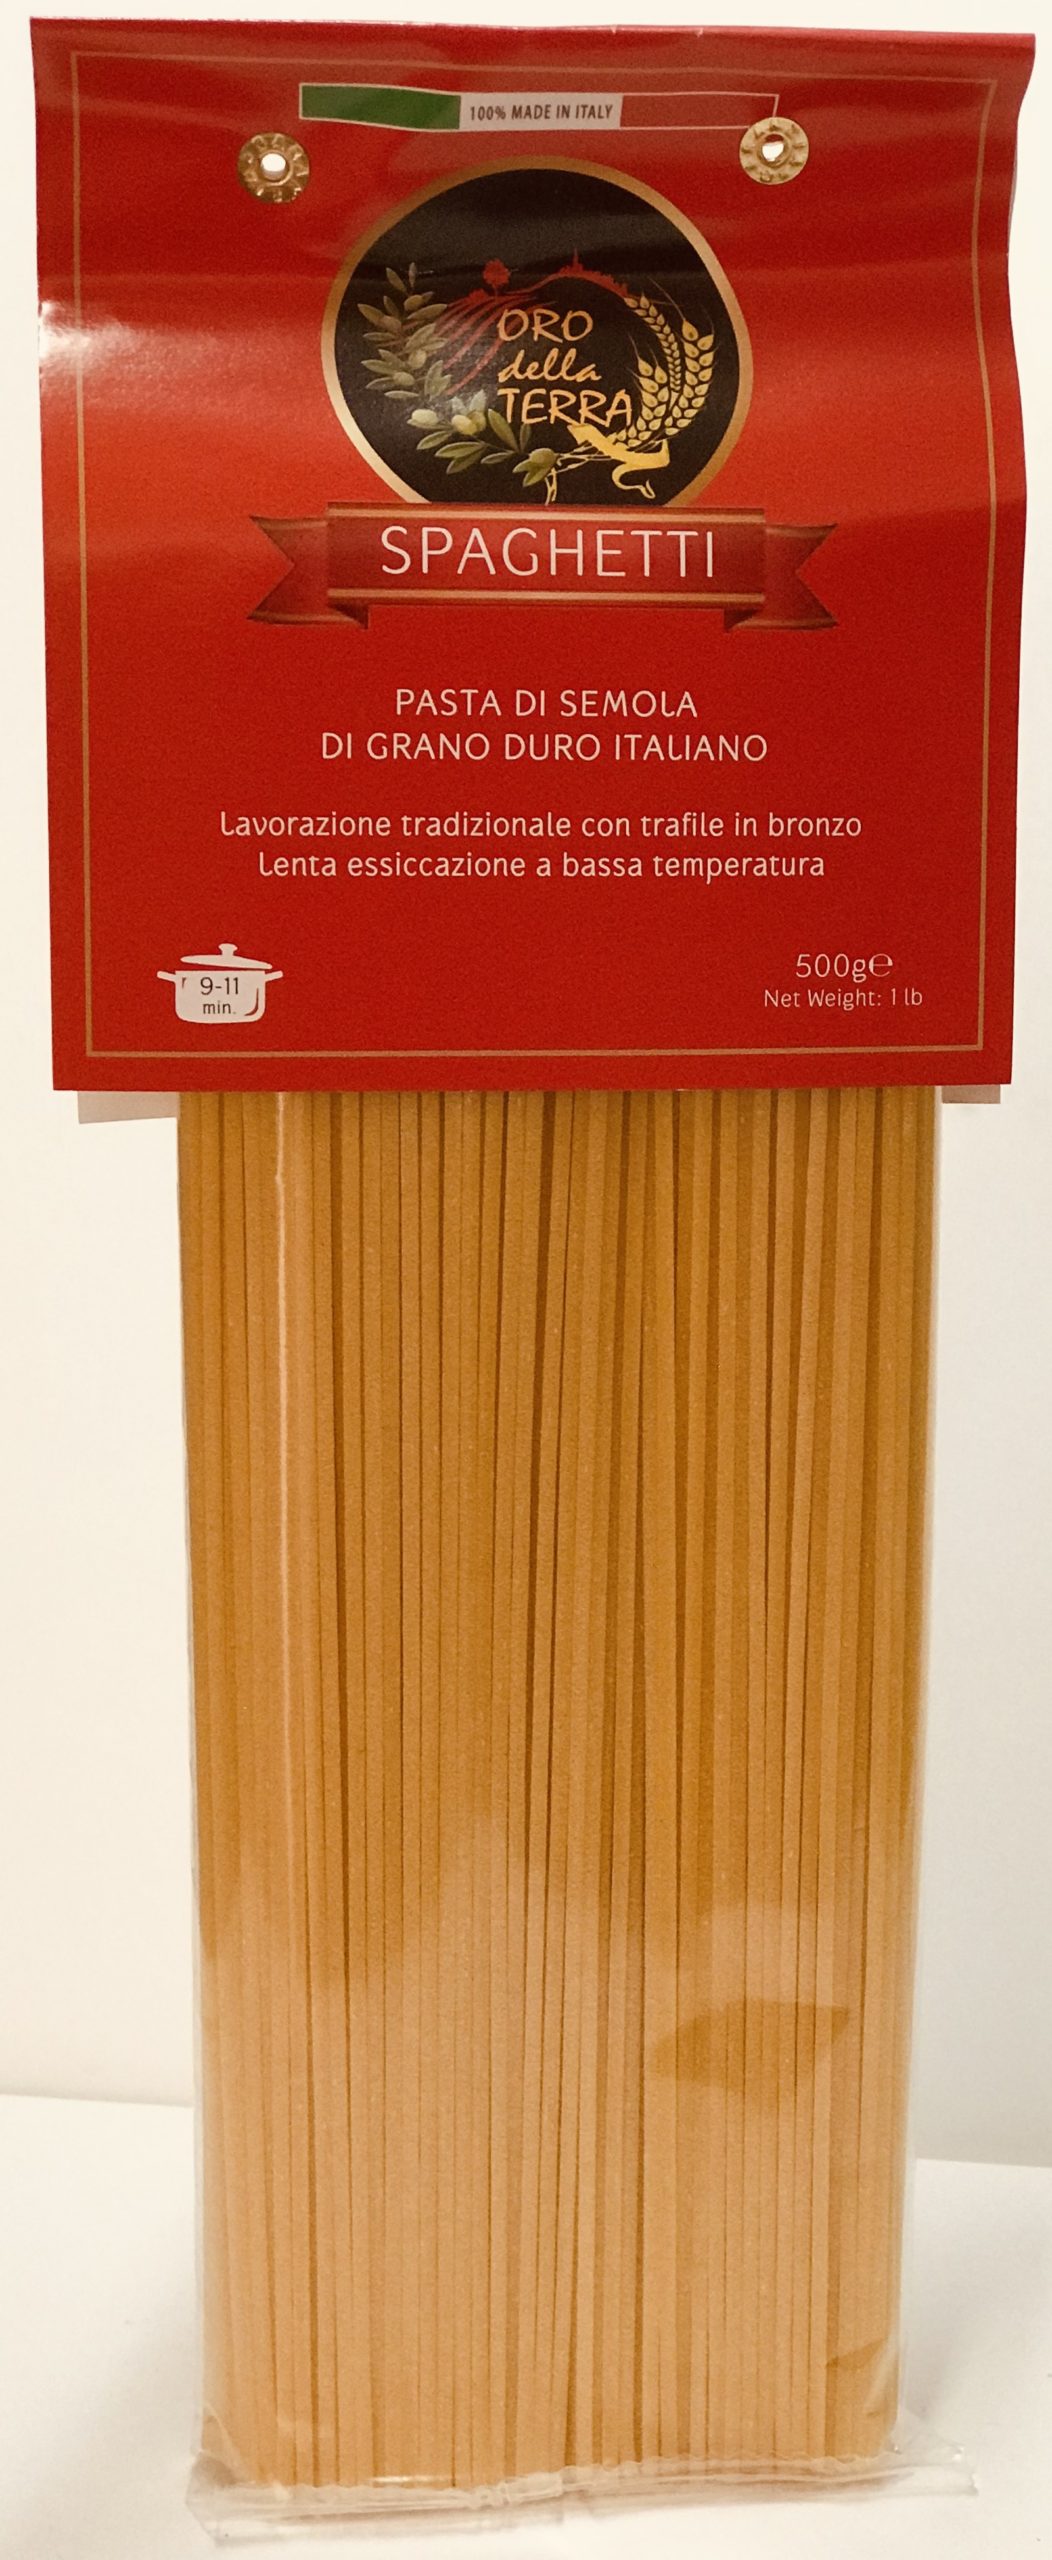 100% MADE IN ITALY
ORO
della
TERRA
SPAGHETTI
PASTA DI SEMOLA
DI GRANO DURO ITALIANO
Lavorazione tradizionale con trafile in bronzo
Lenta essiccazione a bassa temperatura
9-11
min.
500g℮
Net Weight: 1 lb